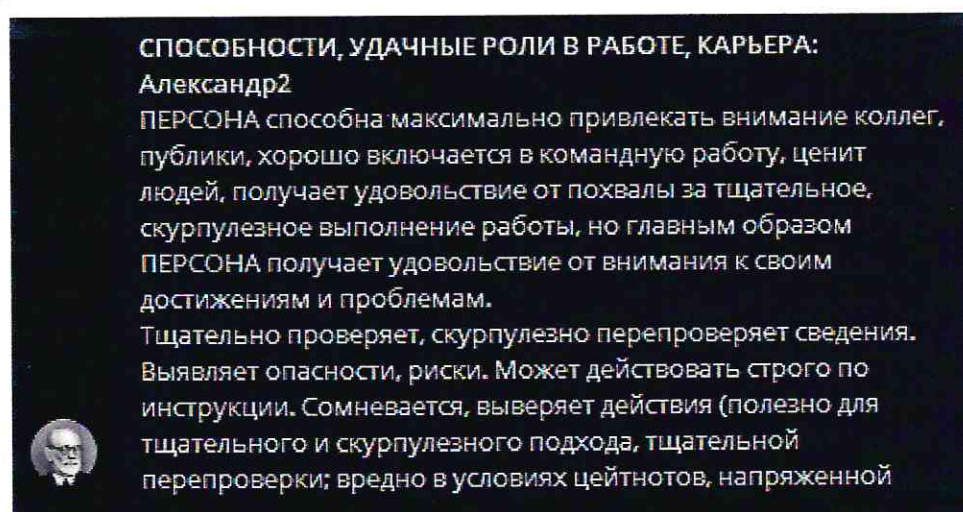 СПОСОБНОСТИ, УДАЧНЫЕ РОЛИ В РАБОТЕ, КАРЬЕРА:
Александр2
ПЕРСОНА способна максимально привлекать внимание коллег,
публики, хорошо включается в командную работу, ценит
людей, получает удовольствие от похвалы за тщательное,
скурпулезное выполнение работы, но главным образом
ПЕРСОНА получает удовольствие от внимания к своим
достижениям и проблемам.
Тщательно проверяет, скурпулезно перепроверяет сведения.
Выявляет опасности, риски. Может действовать строго по
инструкции. Сомневается, выверяет действия (полезно для
тщательного и скурпулезного подхода, тщательной
перепроверки; вредно в условиях цейтнотов, напряженной